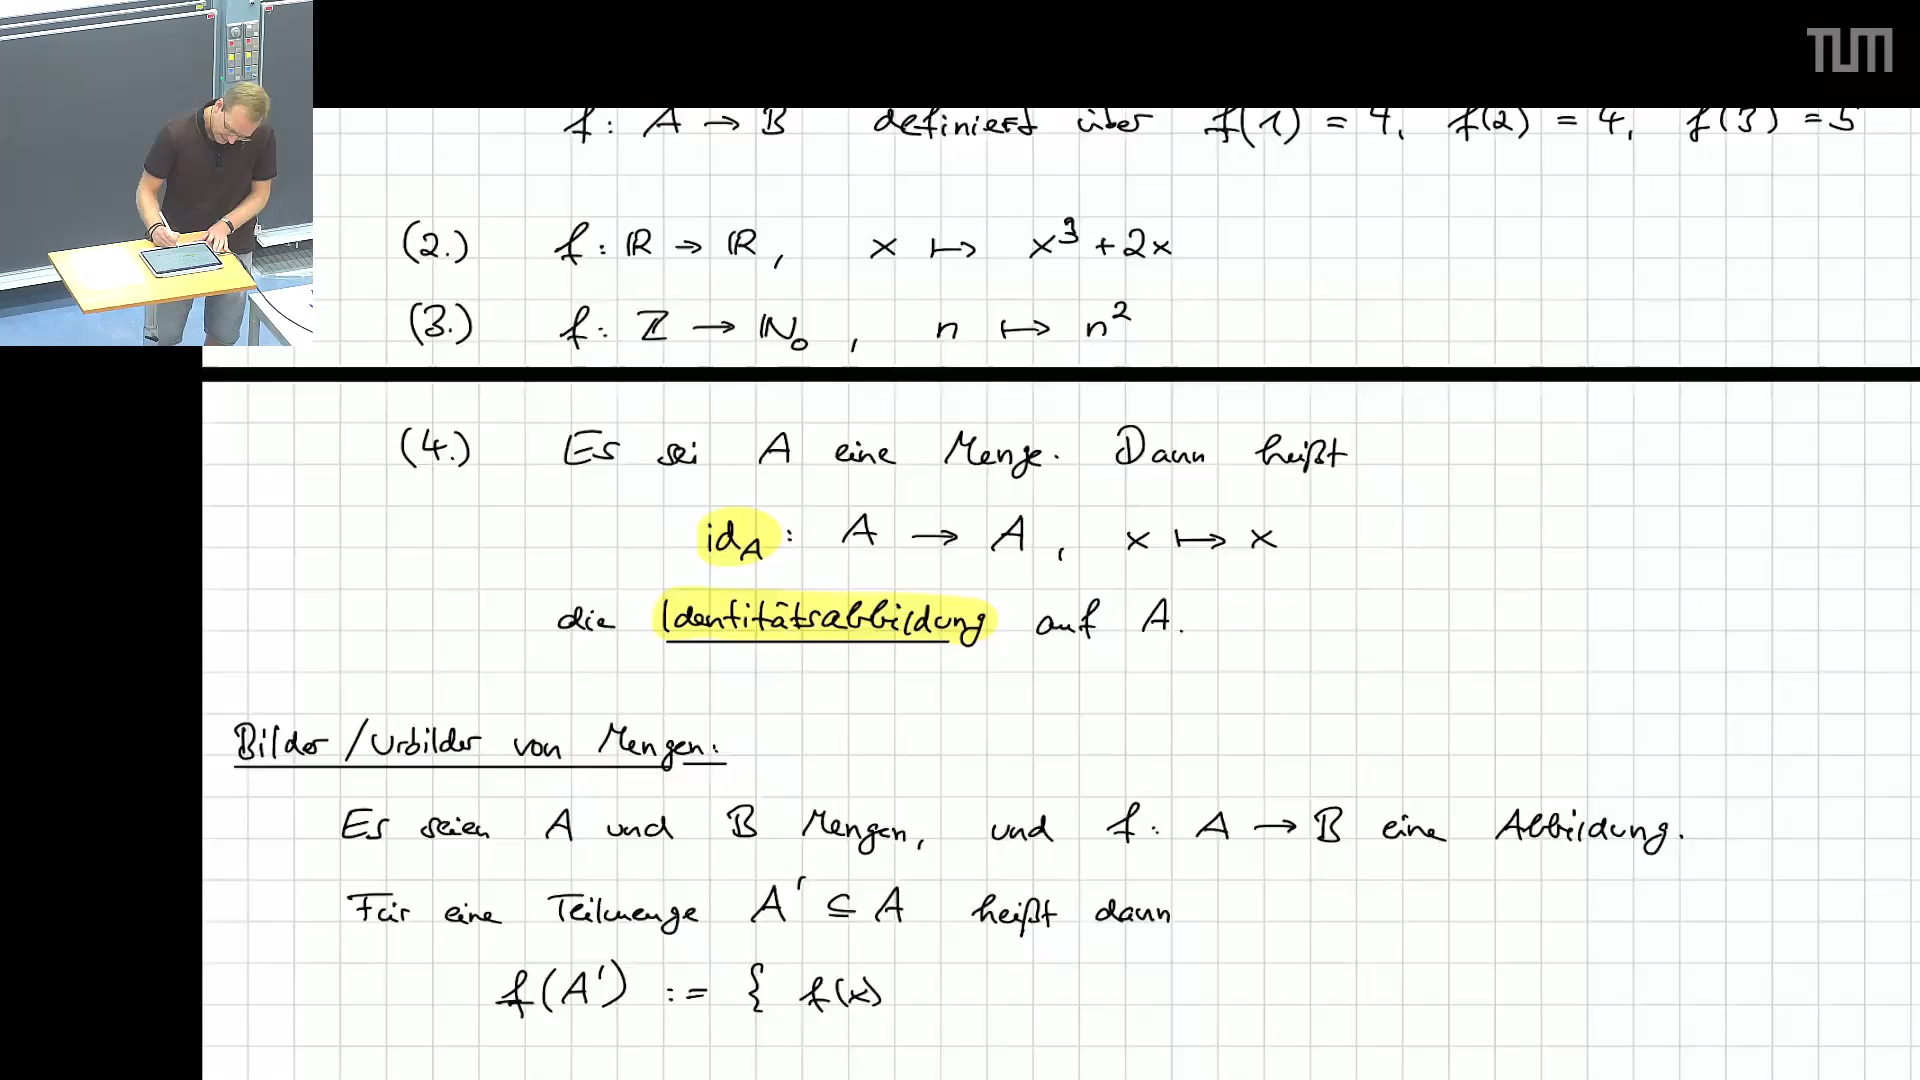 TUM
f: A → B definiert über f(1) = 4, f(2) = 4, f(3) = 5
(2.) f: ℝ → ℝ, x ↦ x³ + 2x
(3.) f: ℤ → ℕ₀, n ↦ n²
(4.) Es sei A eine Menge. Dann heißt
id_A : A → A, x ↦ x
die Identitätsabbildung auf A.
Bilder/Urbilder von Mengen:
Es seien A und B Mengen, und f: A → B eine Abbildung.
Für eine Teilmenge A' ⊆ A heißt dann
f(A') := { f(x)